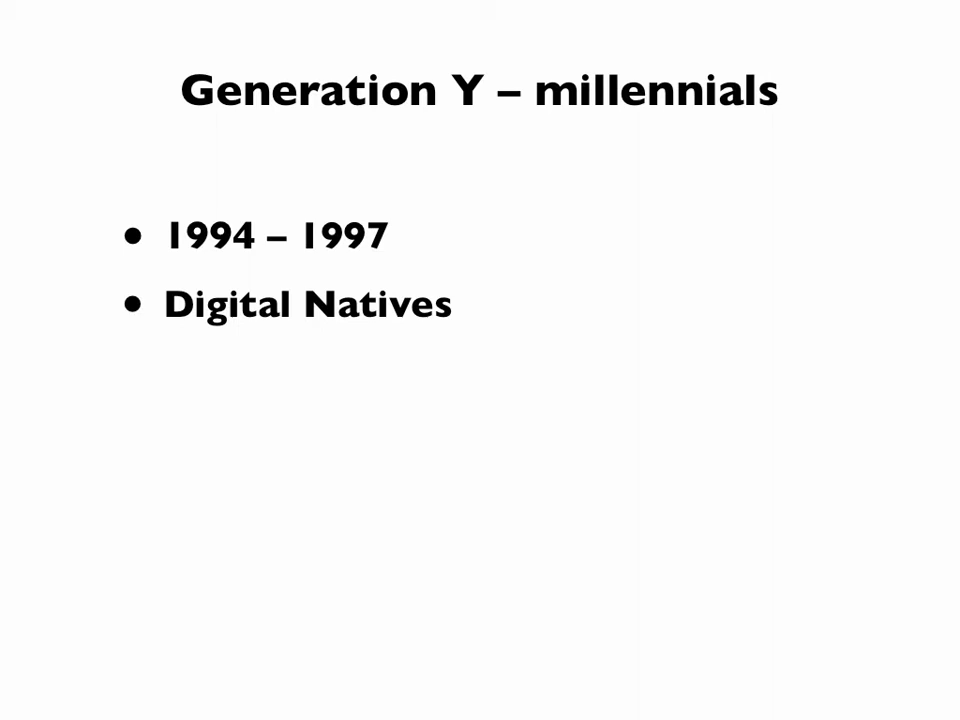 Generation Y – millennials
• 1994 – 1997
• Digital Natives